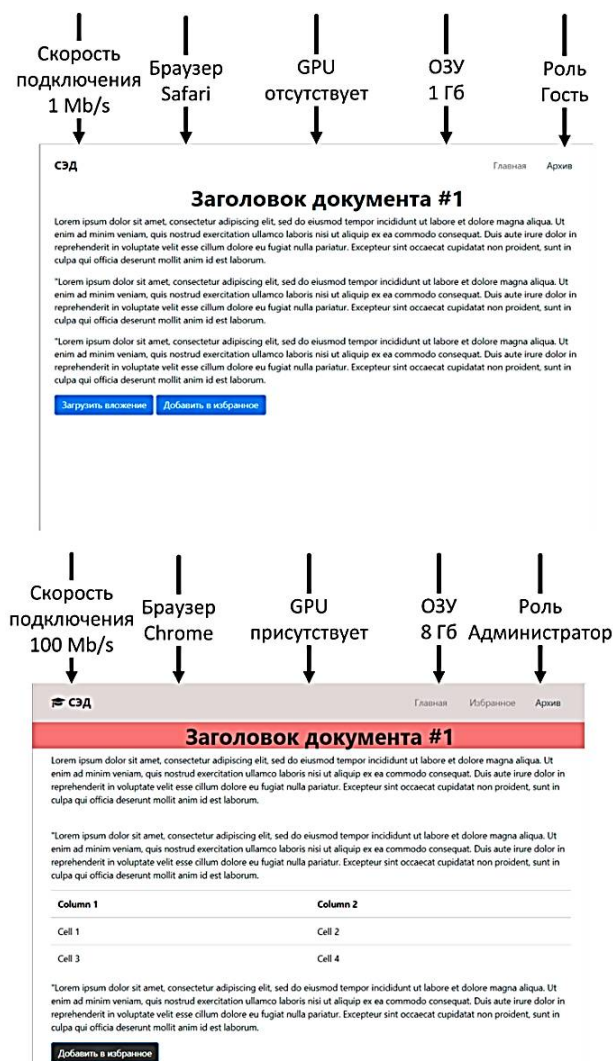 Скорость подключения 1 Mb/s
Браузер Safari
GPU отсутствует
ОЗУ 1 Гб
Роль Гость
СЭД Главная Архив
Заголовок документа #1
Lorem ipsum dolor sit amet, consectetur adipiscing elit, sed do eiusmod tempor incididunt ut labore et dolore magna aliqua. Ut
enim ad minim veniam, quis nostrud exercitation ullamco laboris nisi ut aliquip ex ea commodo consequat. Duis aute irure dolor in
reprehenderit in voluptate velit esse cillum dolore eu fugiat nulla pariatur. Excepteur sint occaecat cupidatat non proident, sunt in
culpa qui officia deserunt mollit anim id est laborum.
"Lorem ipsum dolor sit amet, consectetur adipiscing elit, sed do eiusmod tempor incididunt ut labore et dolore magna aliqua. Ut
enim ad minim veniam, quis nostrud exercitation ullamco laboris nisi ut aliquip ex ea commodo consequat. Duis aute irure dolor in
reprehenderit in voluptate velit esse cillum dolore eu fugiat nulla pariatur. Excepteur sint occaecat cupidatat non proident, sunt in
culpa qui officia deserunt mollit anim id est laborum.
"Lorem ipsum dolor sit amet, consectetur adipiscing elit, sed do eiusmod tempor incididunt ut labore et dolore magna aliqua. Ut
enim ad minim veniam, quis nostrud exercitation ullamco laboris nisi ut aliquip ex ea commodo consequat. Duis aute irure dolor in
reprehenderit in voluptate velit esse cillum dolore eu fugiat nulla pariatur. Excepteur sint occaecat cupidatat non proident, sunt in
culpa qui officia deserunt mollit anim id est laborum.
Загрузить вложение Добавить в избранное
Скорость подключения 100 Mb/s
Браузер Chrome
GPU присутствует
ОЗУ 8 Гб
Роль Администратор
СЭД Главная Избранное Архив
Заголовок документа #1
Lorem ipsum dolor sit amet, consectetur adipiscing elit, sed do eiusmod tempor incididunt ut labore et dolore magna aliqua. Ut
enim ad minim veniam, quis nostrud exercitation ullamco laboris nisi ut aliquip ex ea commodo consequat. Duis aute irure dolor in
reprehenderit in voluptate velit esse cillum dolore eu fugiat nulla pariatur. Excepteur sint occaecat cupidatat non proident, sunt in
culpa qui officia deserunt mollit anim id est laborum.
"Lorem ipsum dolor sit amet, consectetur adipiscing elit, sed do eiusmod tempor incididunt ut labore et dolore magna aliqua. Ut
enim ad minim veniam, quis nostrud exercitation ullamco laboris nisi ut aliquip ex ea commodo consequat. Duis aute irure dolor in
reprehenderit in voluptate velit esse cillum dolore eu fugiat nulla pariatur. Excepteur sint occaecat cupidatat non proident, sunt in
culpa qui officia deserunt mollit anim id est laborum.
Column 1 Column 2
Cell 1 Cell 2
Cell 3 Cell 4
"Lorem ipsum dolor sit amet, consectetur adipiscing elit, sed do eiusmod tempor incididunt ut labore et dolore magna aliqua. Ut
enim ad minim veniam, quis nostrud exercitation ullamco laboris nisi ut aliquip ex ea commodo consequat. Duis aute irure dolor in
reprehenderit in voluptate velit esse cillum dolore eu fugiat nulla pariatur. Excepteur sint occaecat cupidatat non proident, sunt in
culpa qui officia deserunt mollit anim id est laborum.
Добавить в избранное